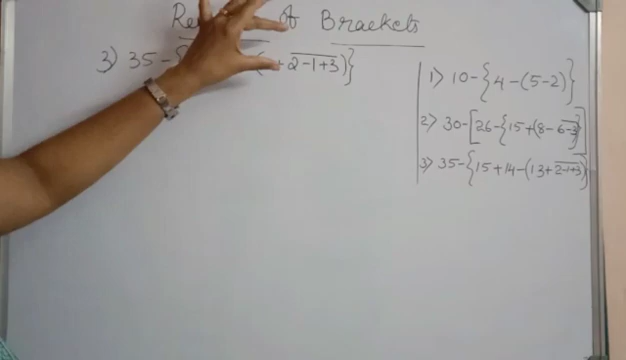 Of Brackets
3) 35 - + 2̅-̅1̅+̅3̅)}
1) 10-{4-(5-2)}
2) 30-[26-{15+(8-6̅-̅3̅)}]
3) 35-{15+14-(13+2̅-̅1̅+̅3̅)}